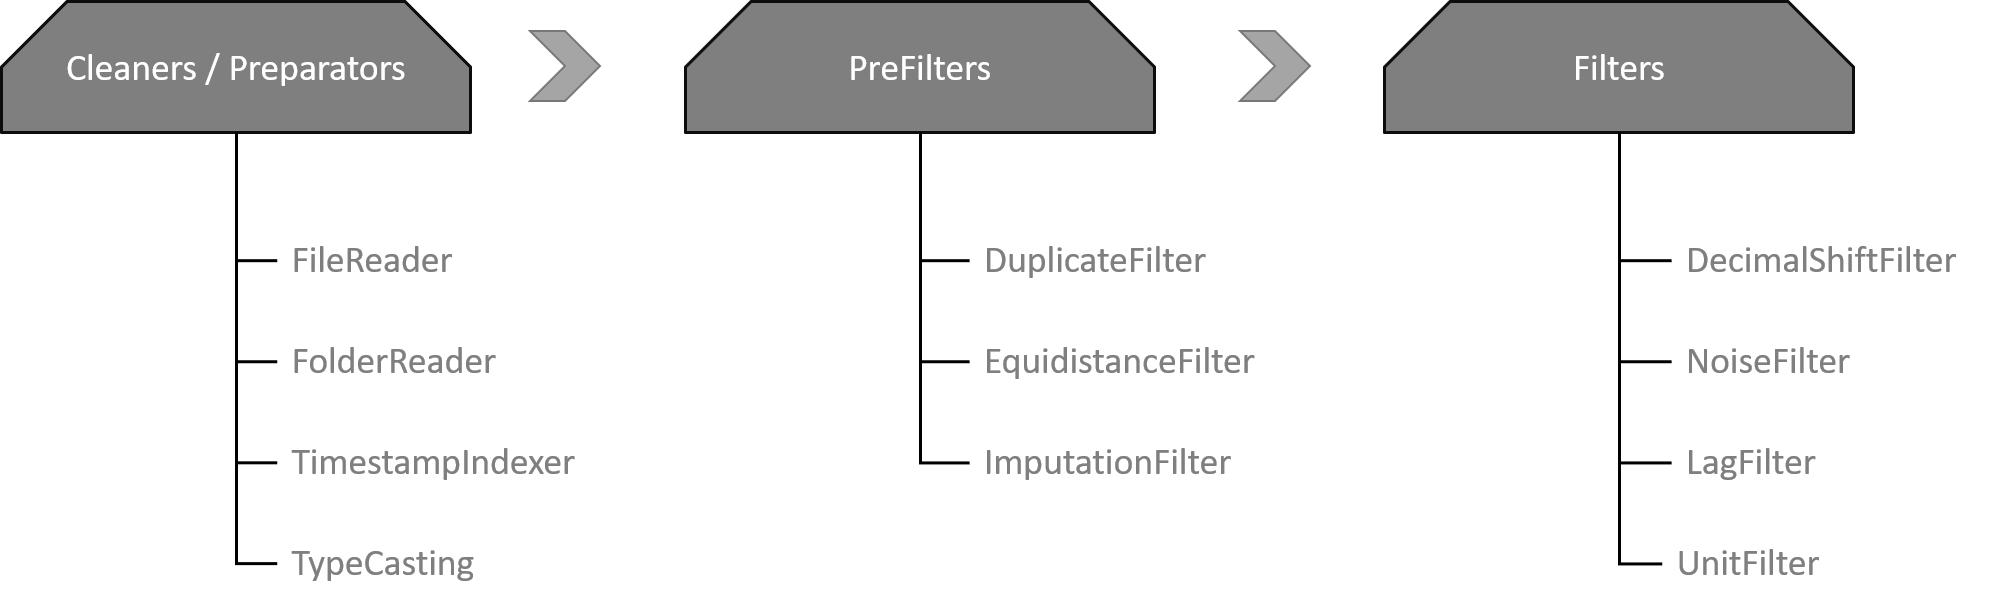 Cleaners / Preparators
FileReader
FolderReader
TimestampIndexer
TypeCasting
PreFilters
DuplicateFilter
EquidistanceFilter
ImputationFilter
Filters
DecimalShiftFilter
NoiseFilter
LagFilter
UnitFilter